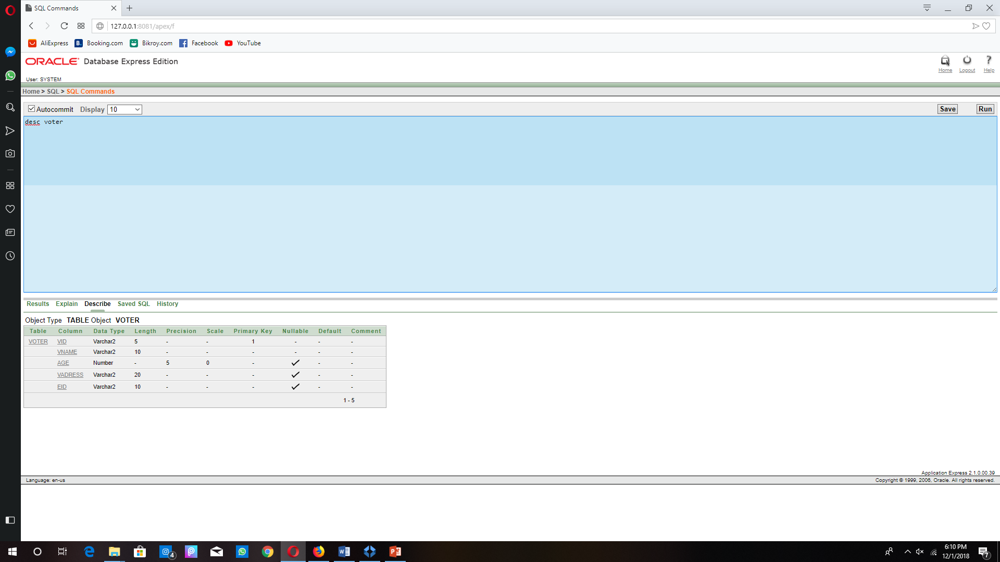 SQL Commands
127.0.0.1:8081/apex/f
AliExpress B. Booking.com Bikroy.com Facebook YouTube
ORACLE Database Express Edition
Home Logout Help
User: SYSTEM
Home > SQL > SQL Commands
Autocommit Display 10 Save Run
desc voter
Results Explain Describe Saved SQL History
Object Type TABLE Object VOTER
Table Column Data Type Length Precision Scale Primary Key Nullable Default Comment
VOTER VID Varchar2 5 - - 1 - - -
VNAME Varchar2 10 - - - - - -
AGE Number - 5 0 - ✓ - -
VADRESS Varchar2 20 - - - ✓ - -
EID Varchar2 10 - - - ✓ - -
1 - 5
Application Express 2.1.0.00.39
Language: en-us Copyright © 1999, 2006, Oracle. All rights reserved.
4
6:10 PM
12/1/2018
7